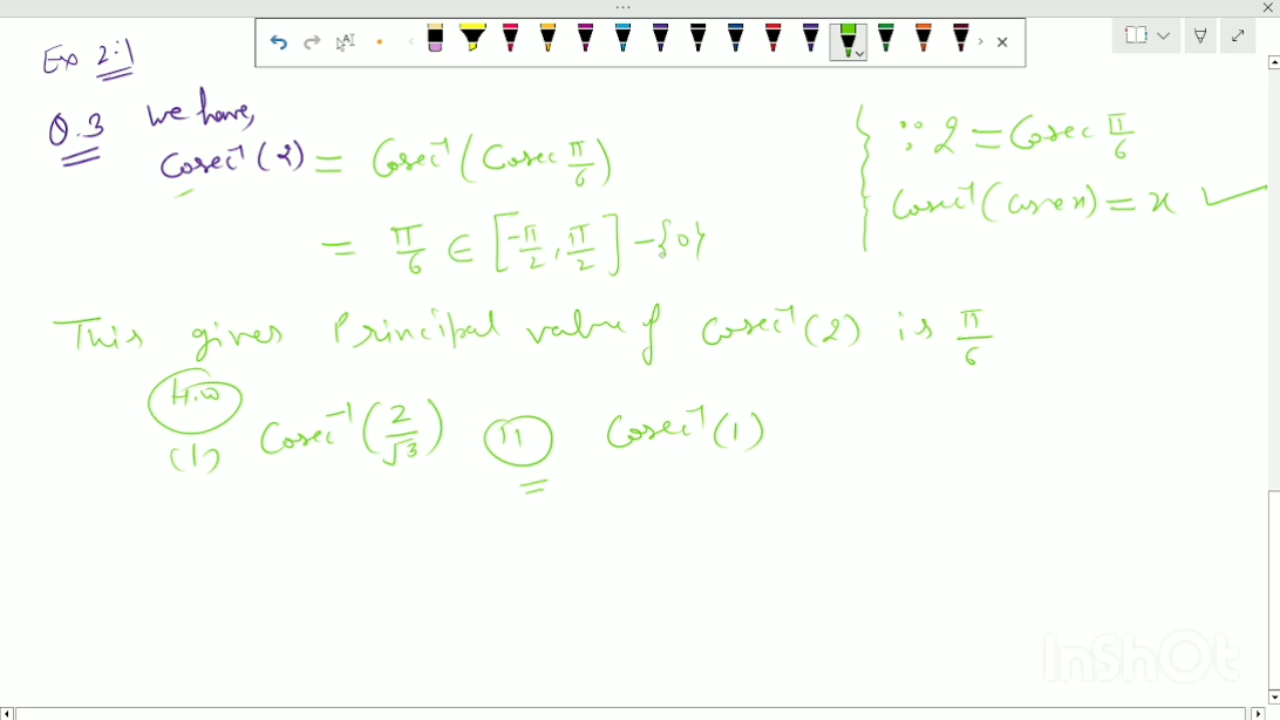 Ex 2:1
Q.3 We have,
Cosec⁻¹(2) = Cosec⁻¹(Cosec π/6)
= π/6 ∈ [-π/2, π/2] - {0}
∵ 2 = Cosec π/6
Cosec⁻¹(cosec x) = x ✓
This gives Principal value of Cosec⁻¹(2) is π/6
H.W
(1) Cosec⁻¹(2/√3) (II) Cosec⁻¹(1)
InShOt